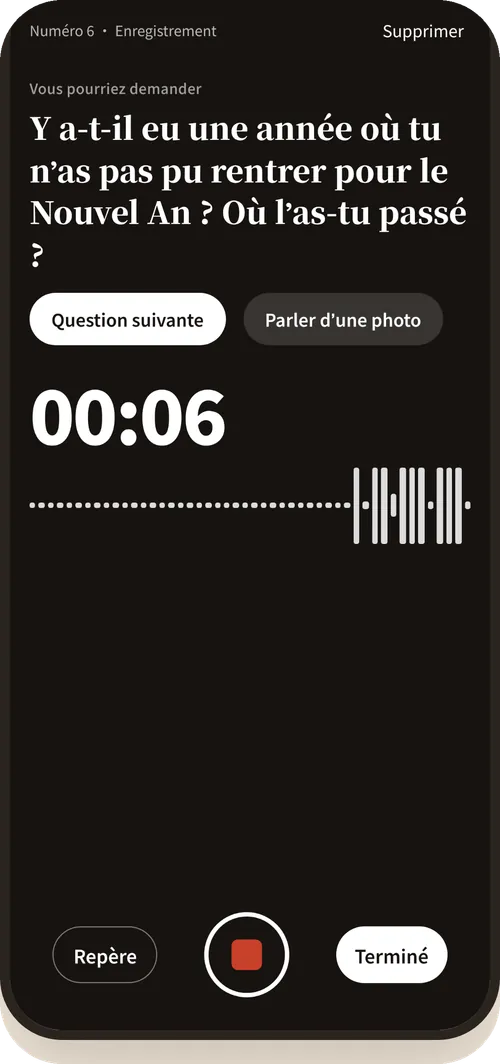 Numéro 6 • Enregistrement
Supprimer
Vous pourriez demander
Y a-t-il eu une année où tu
n’as pas pu rentrer pour le
Nouvel An ? Où l’as-tu passé
?
Question suivante
Parler d'une photo
00:06
Repère
Terminé